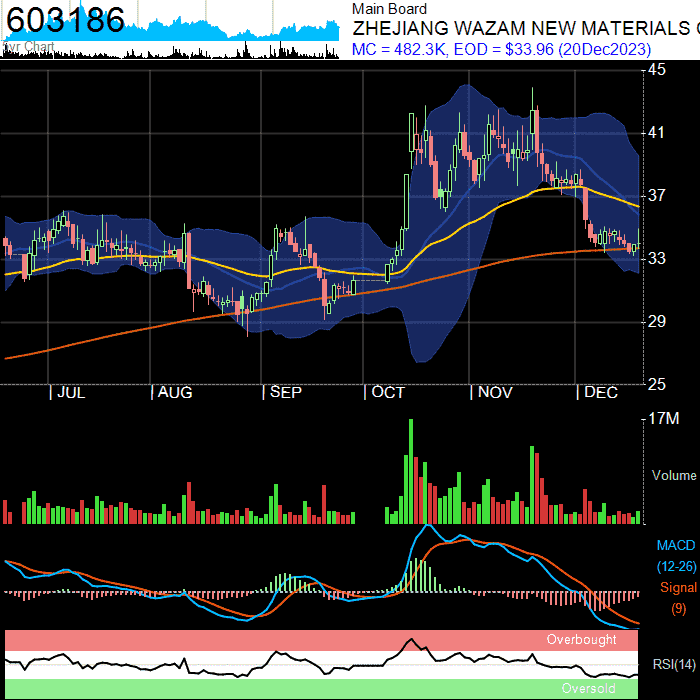 603186
5yr Chart
Main Board
ZHEJIANG WAZAM NEW MATERIALS
MC = 482.3K, EOD = $33.96 (20Dec2023)
45
41
37
33
29
25
| JUL | AUG | SEP | OCT | NOV | DEC
17M
Volume
MACD
(12-26)
Signal
(9)
Overbought
RSI(14)
Oversold